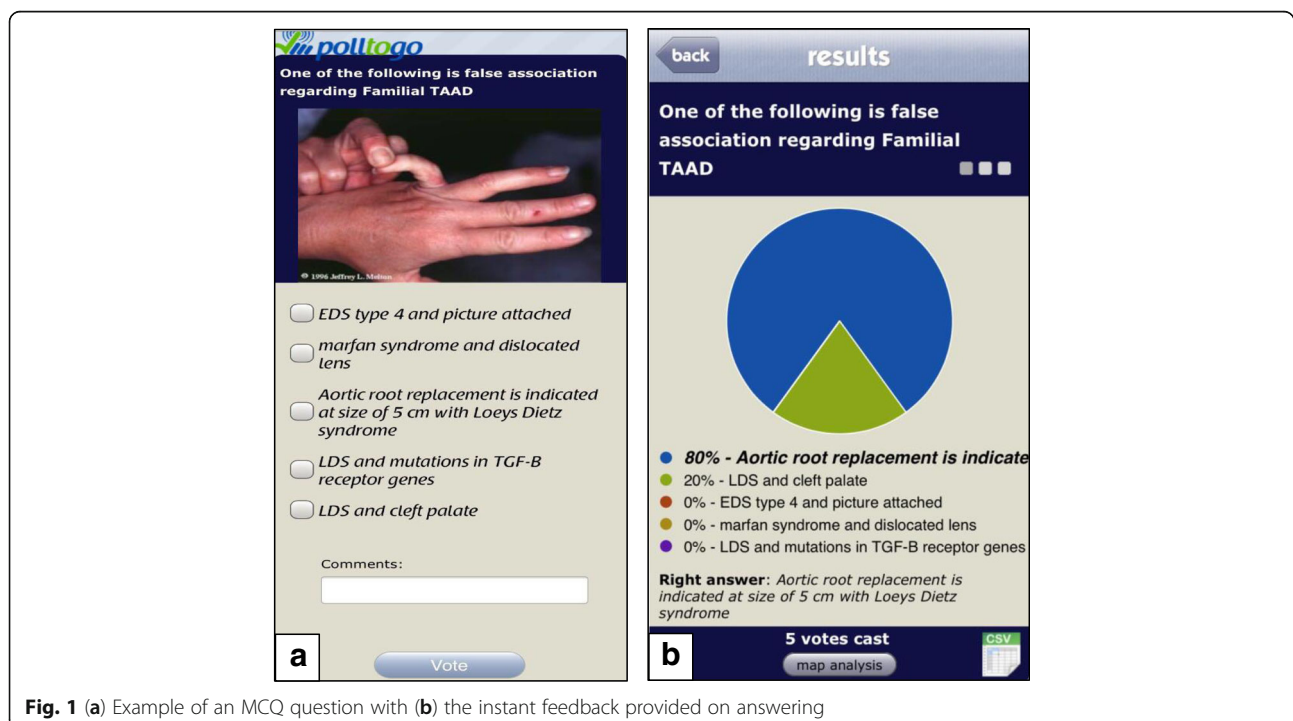 polltogo
One of the following is false association
regarding Familial TAAD
© 1996 Jeffrey L. Melton
EDS type 4 and picture attached
marfan syndrome and dislocated
lens
Aortic root replacement is indicated
at size of 5 cm with Loeys Dietz
syndrome
LDS and mutations in TGF-B
receptor genes
LDS and cleft palate
Comments:
Vote
a
back
results
One of the following is false
association regarding Familial
TAAD
80% - Aortic root replacement is indicate
20% - LDS and cleft palate
0% - EDS type 4 and picture attached
0% - marfan syndrome and dislocated lens
0% - LDS and mutations in TGF-B receptor genes
Right answer: Aortic root replacement is
indicated at size of 5 cm with Loeys Dietz
syndrome
5 votes cast
map analysis
CSV
b
Fig. 1 (a) Example of an MCQ question with (b) the instant feedback provided on answering